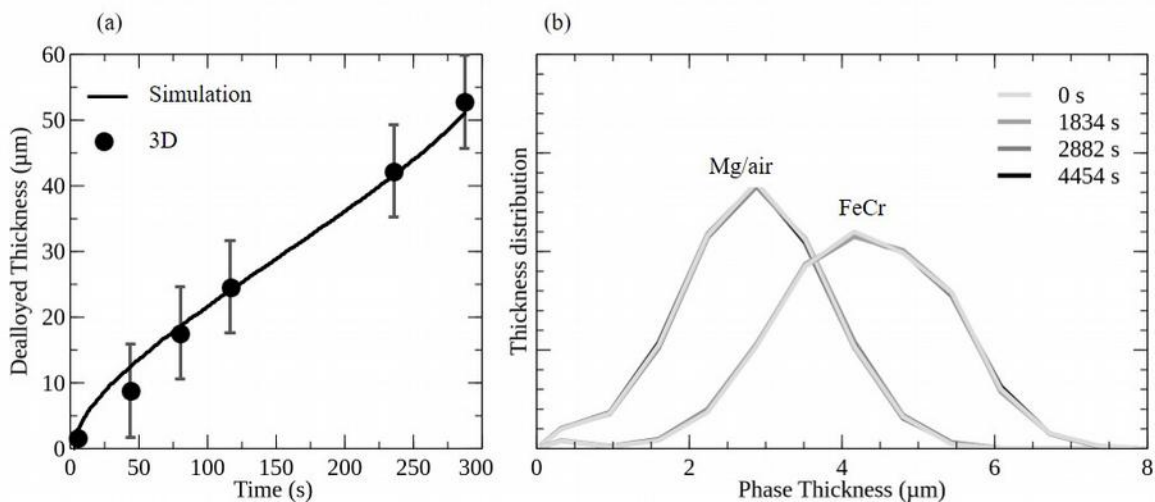 (a)
60
50
40
30
20
10
0
Dealloyed Thickness (μm)
Simulation
3D
0 50 100 150 200 250 300
Time (s)
(b)
Thickness distribution
Mg/air
FeCr
0 s
1834 s
2882 s
4454 s
0 2 4 6 8
Phase Thickness (μm)